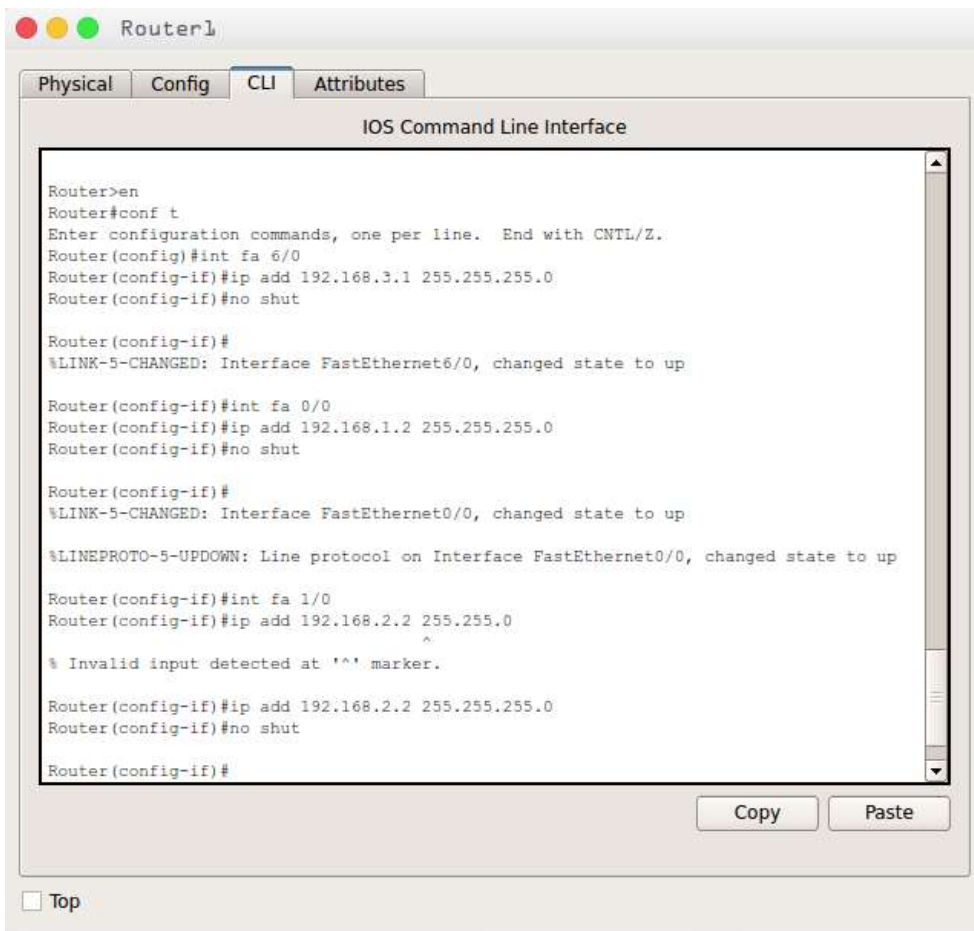 Router1
Physical Config CLI Attributes
IOS Command Line Interface
Router>en
Router#conf t
Enter configuration commands, one per line.  End with CNTL/Z.
Router(config)#int fa 6/0
Router(config-if)#ip add 192.168.3.1 255.255.255.0
Router(config-if)#no shut
Router(config-if)#
%LINK-5-CHANGED: Interface FastEthernet6/0, changed state to up
Router(config-if)#int fa 0/0
Router(config-if)#ip add 192.168.1.2 255.255.255.0
Router(config-if)#no shut
Router(config-if)#
%LINK-5-CHANGED: Interface FastEthernet0/0, changed state to up
%LINEPROTO-5-UPDOWN: Line protocol on Interface FastEthernet0/0, changed state to up
Router(config-if)#int fa 1/0
Router(config-if)#ip add 192.168.2.2 255.255.0
^
% Invalid input detected at '^' marker.
Router(config-if)#ip add 192.168.2.2 255.255.255.0
Router(config-if)#no shut
Router(config-if)#
Copy Paste
Top